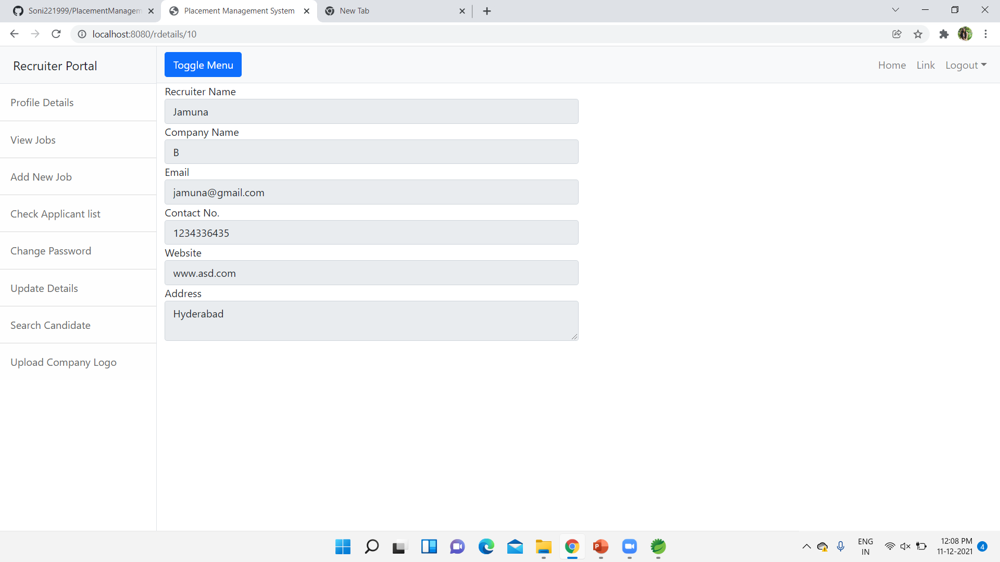 Soni221999/PlacementManagem
Placement Management System
New Tab
localhost:8080/rdetails/10
Recruiter Portal
Toggle Menu
Home
Link
Logout
Profile Details
View Jobs
Add New Job
Check Applicant list
Change Password
Update Details
Search Candidate
Upload Company Logo
Recruiter Name
Jamuna
Company Name
B
Email
jamuna@gmail.com
Contact No.
1234336435
Website
www.asd.com
Address
Hyderabad
P
ENG
IN
12:08 PM
11-12-2021
4